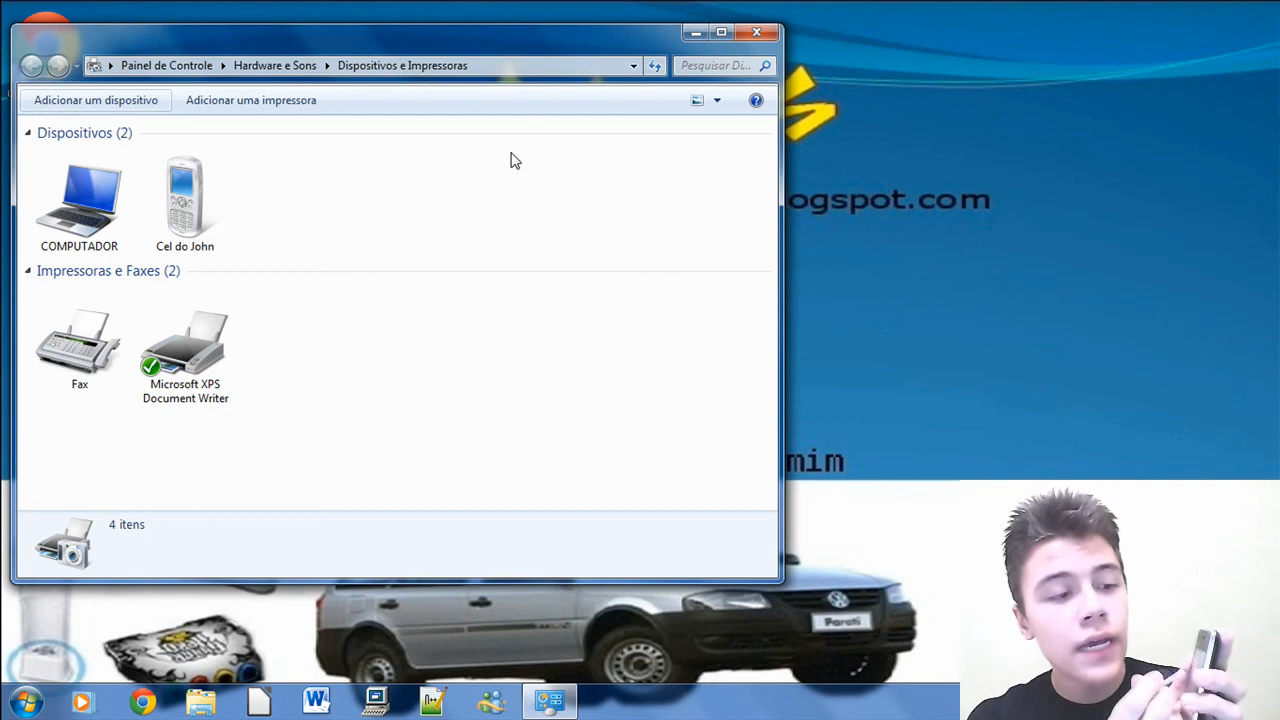 Painel de Controle Hardware e Sons Dispositivos e Impressoras
Pesquisar Di...
Adicionar um dispositivo Adicionar uma impressora
Dispositivos (2)
COMPUTADOR
Cel do John
Impressoras e Faxes (2)
Fax
Microsoft XPS
Document Writer
4 itens
ogspot.com
mim
Parati